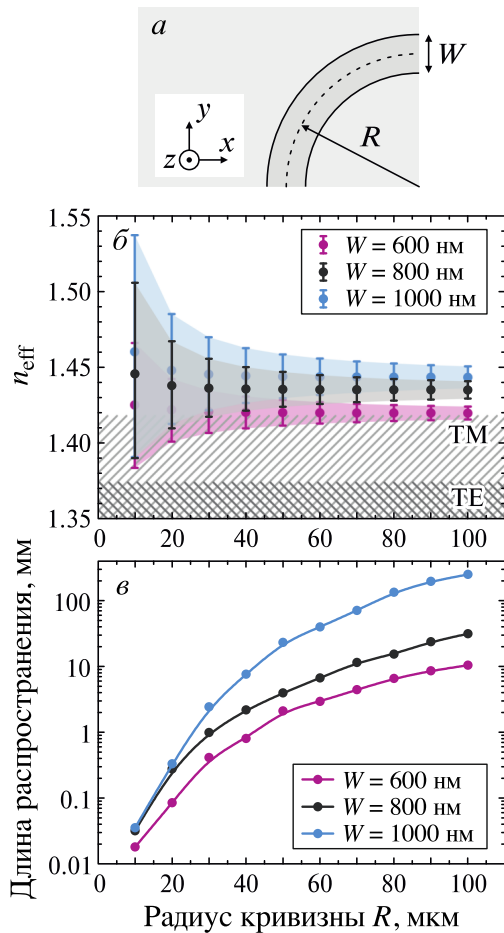 а
W
y
R
z
x
1.55
б
W = 600 нм
W = 800 нм
W = 1000 нм
1.50
n_eff
1.45
1.40
TM
TE
1.35
0 20 40 60 80 100
в
100
Длина распространения, мм
10
1
0.1
0.01
W = 600 нм
W = 800 нм
W = 1000 нм
0 20 40 60 80 100
Радиус кривизны R, мкм